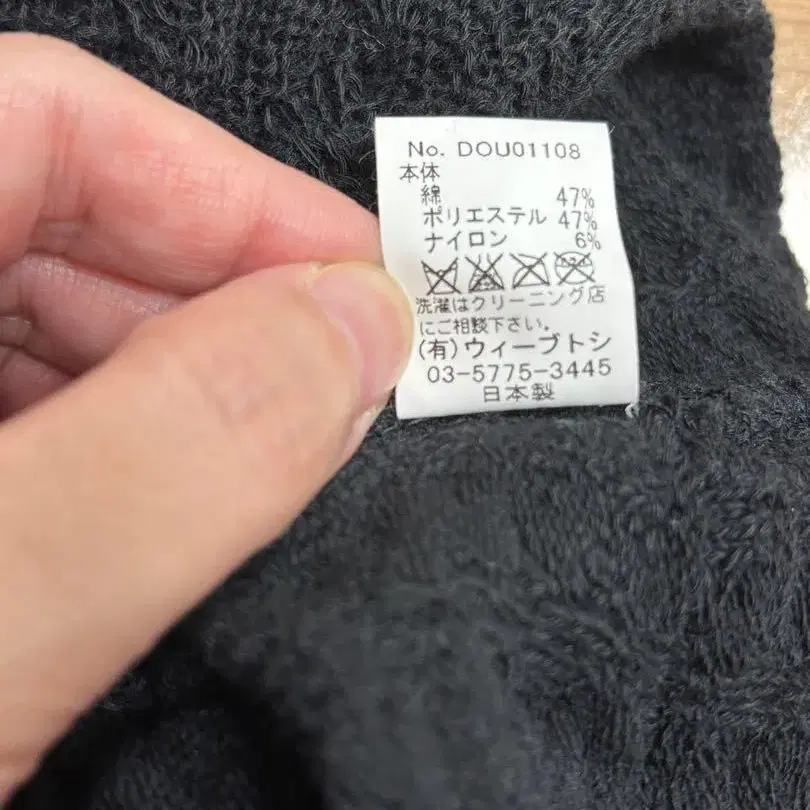 No. DOU01108
本体
綿 47%
ポリエステル 47%
ナイロン 6%
洗濯はクリーニング店
にご相談下さい。
(有)ウィーブトシ
03-5775-3445
日本製